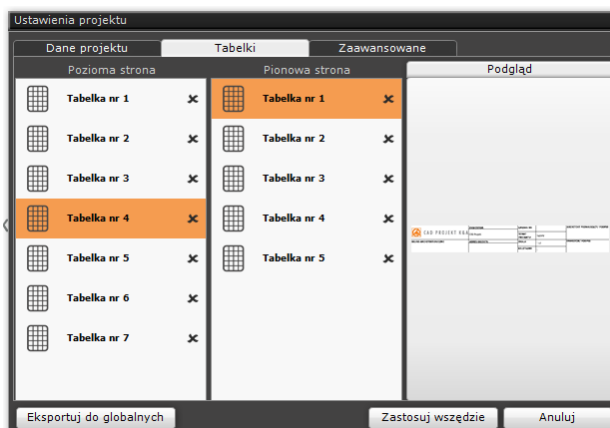 Ustawienia projektu
Dane projektu Tabelki Zaawansowane
Pozioma strona Pionowa strona Podgląd
Tabelka nr 1 Tabelka nr 1
Tabelka nr 2 Tabelka nr 2
Tabelka nr 3 Tabelka nr 3
Tabelka nr 4 Tabelka nr 4
CAD PROJEKT K&A
Tabelka nr 5 Tabelka nr 5
Tabelka nr 6
Tabelka nr 7
Eksportuj do globalnych Zastosuj wszędzie Anuluj